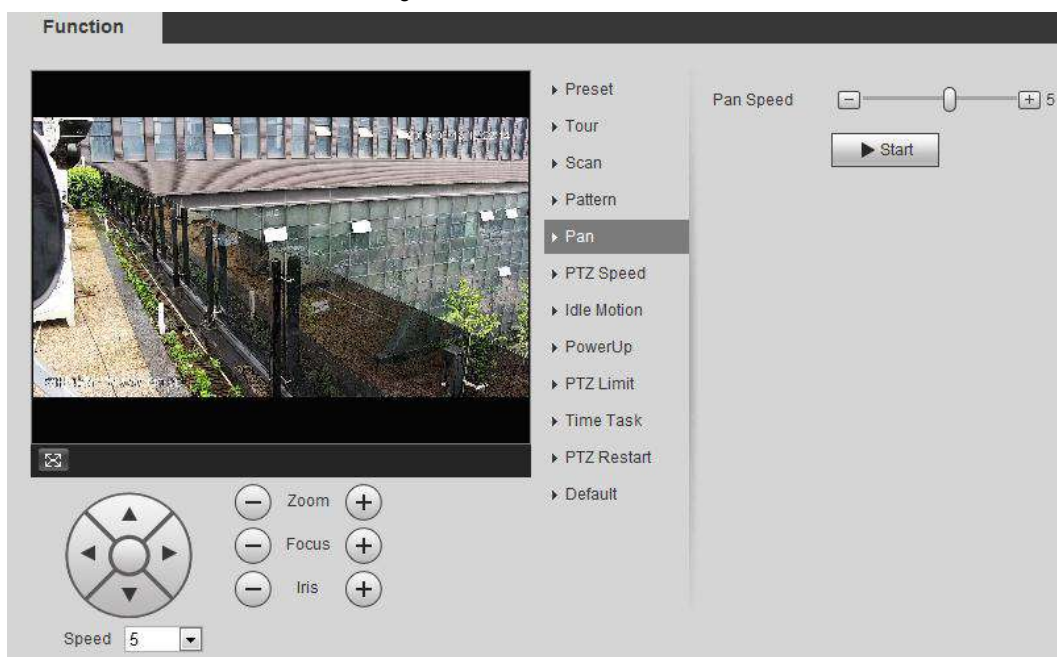 Function
Preset
Tour
Scan
Pattern
Pan
PTZ Speed
Idle Motion
PowerUp
PTZ Limit
Time Task
PTZ Restart
Default
Pan Speed
5
Start
Zoom
Focus
Iris
Speed 5